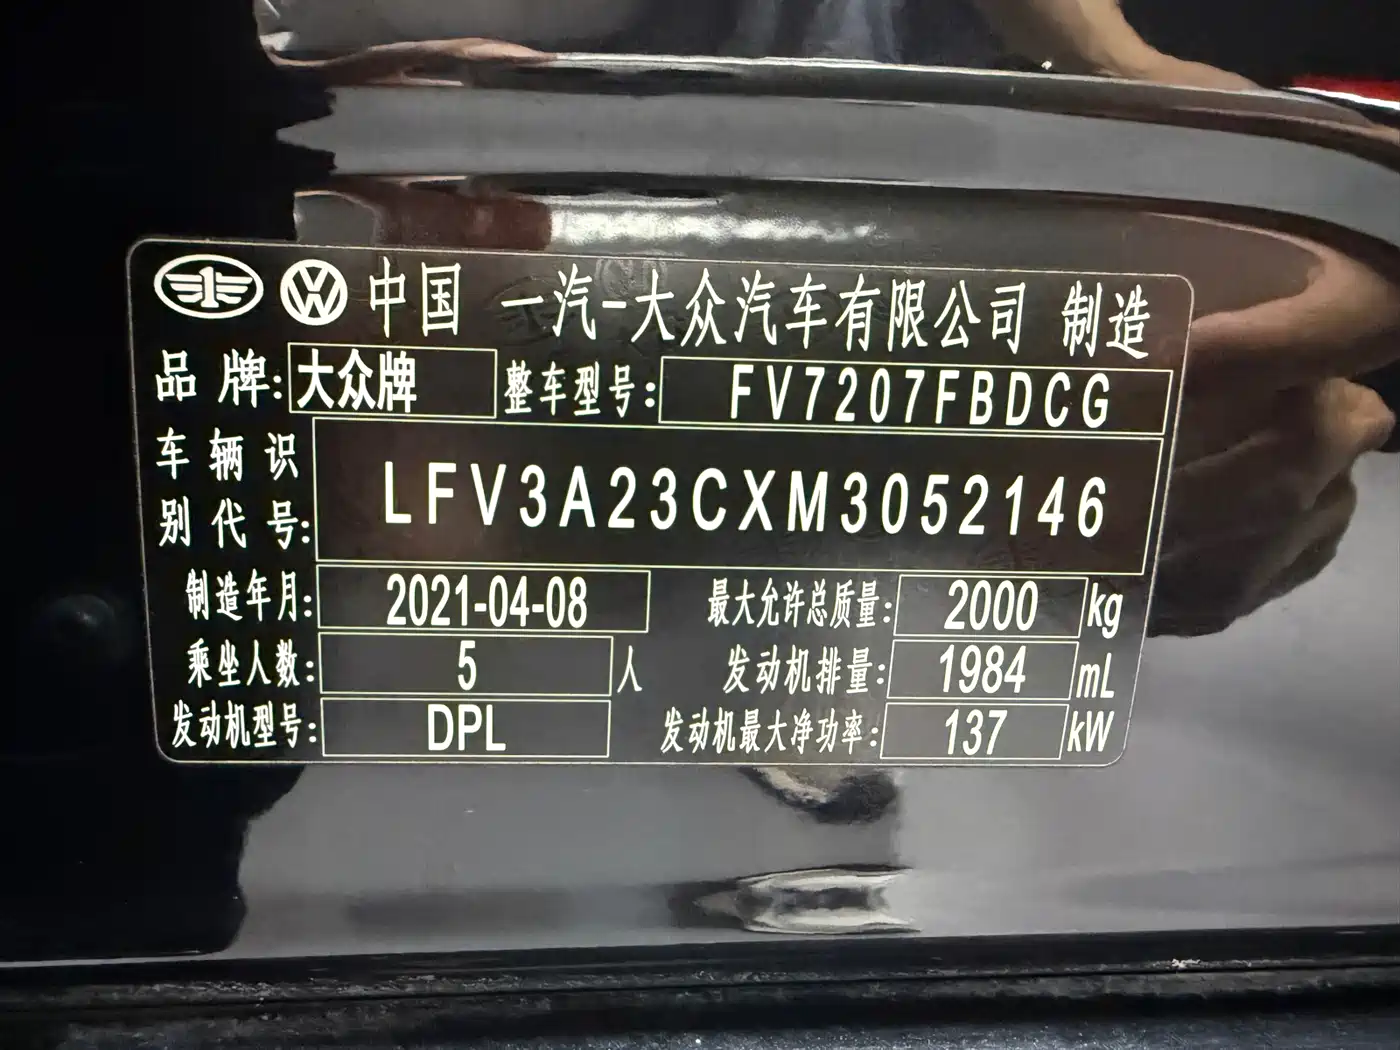 中国 一汽-大众汽车有限公司 制造
品 牌: 大众牌 整车型号: FV7207FBDCG
车 辆 识
别 代 号: LFV3A23CXM3052146
制造年月: 2021-04-08 最大允许总质量: 2000 kg
乘坐人数: 5 人 发动机排量: 1984 mL
发动机型号: DPL 发动机最大净功率: 137 kW